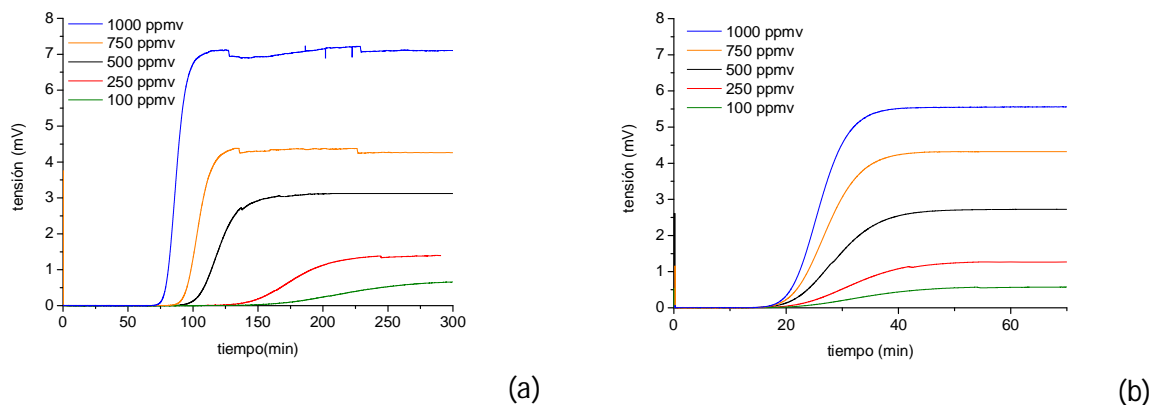 8
7
6
5
4
3
2
1
0
tensión (mV)
1000 ppmv
750 ppmv
500 ppmv
250 ppmv
100 ppmv
0 50 100 150 200 250 300
tiempo(min)
(a)
8
7
6
5
4
3
2
1
0
tensión (mV)
1000 ppmv
750 ppmv
500 ppmv
250 ppmv
100 ppmv
0 20 40 60
tiempo (min)
(b)